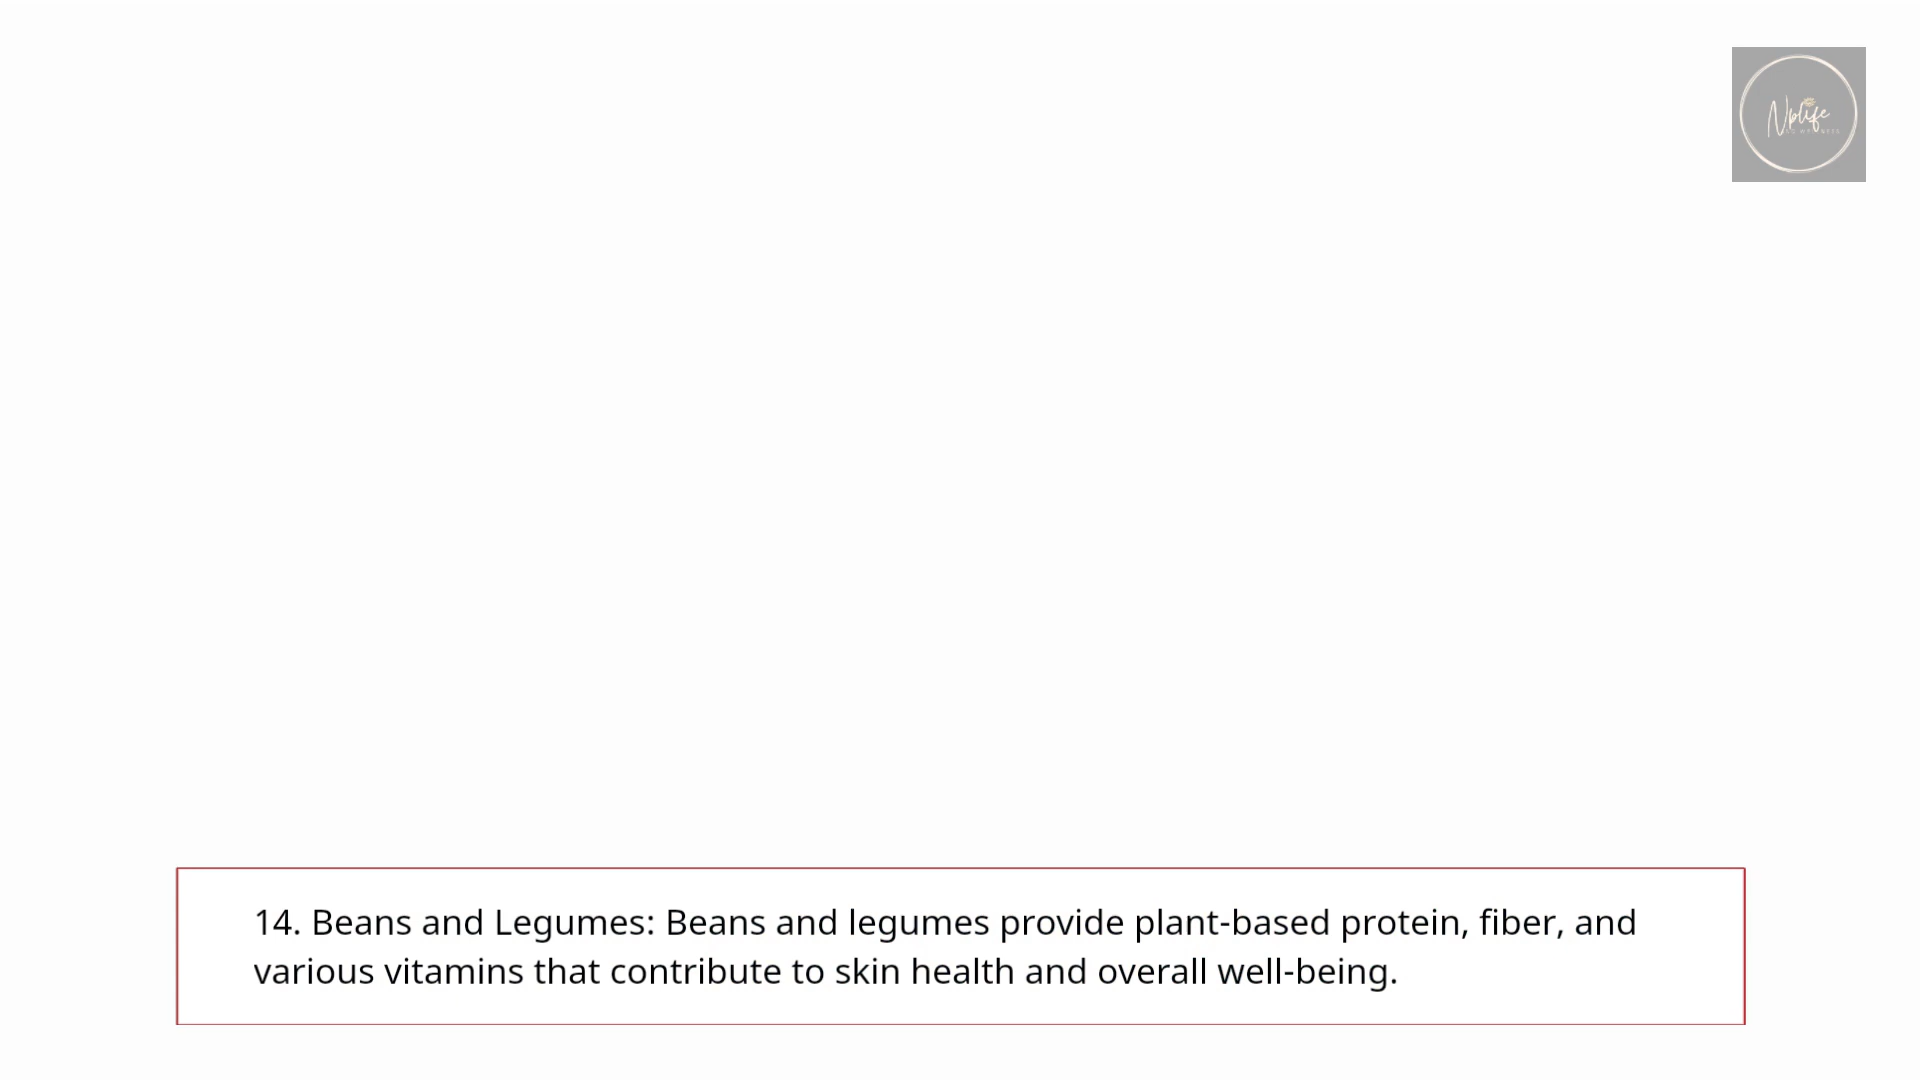 Nplife
14. Beans and Legumes: Beans and legumes provide plant-based protein, fiber, and
various vitamins that contribute to skin health and overall well-being.